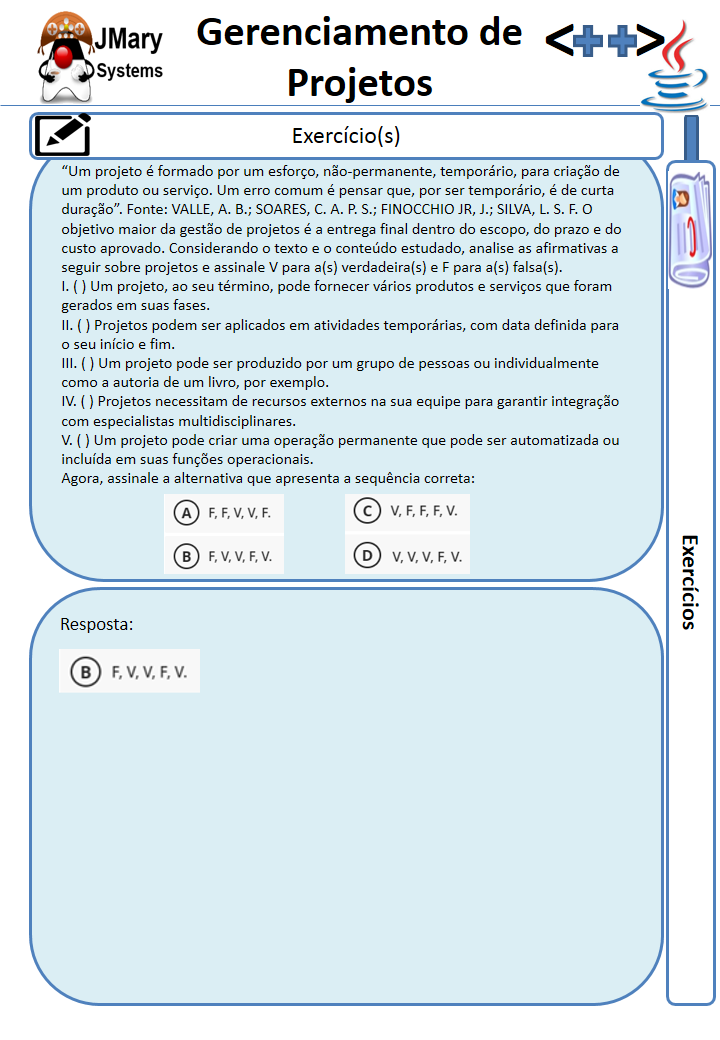 JMary
Systems
Gerenciamento de
Projetos
<++>
Exercício(s)
“Um projeto é formado por um esforço, não-permanente, temporário, para criação de
um produto ou serviço. Um erro comum é pensar que, por ser temporário, é de curta
duração”. Fonte: VALLE, A. B.; SOARES, C. A. P. S.; FINOCCHIO JR, J.; SILVA, L. S. F. O
objetivo maior da gestão de projetos é a entrega final dentro do escopo, do prazo e do
custo aprovado. Considerando o texto e o conteúdo estudado, analise as afirmativas a
seguir sobre projetos e assinale V para a(s) verdadeira(s) e F para a(s) falsa(s).
I. ( ) Um projeto, ao seu término, pode fornecer vários produtos e serviços que foram
gerados em suas fases.
II. ( ) Projetos podem ser aplicados em atividades temporárias, com data definida para
o seu início e fim.
III. ( ) Um projeto pode ser produzido por um grupo de pessoas ou individualmente
como a autoria de um livro, por exemplo.
IV. ( ) Projetos necessitam de recursos externos na sua equipe para garantir integração
com especialistas multidisciplinares.
V. ( ) Um projeto pode criar uma operação permanente que pode ser automatizada ou
incluída em suas funções operacionais.
Agora, assinale a alternativa que apresenta a sequência correta:
A F, F, V, V, F.
B F, V, V, F, V.
C V, F, F, F, V.
D V, V, V, F, V.
Resposta:
B F, V, V, F, V.
Exercícios